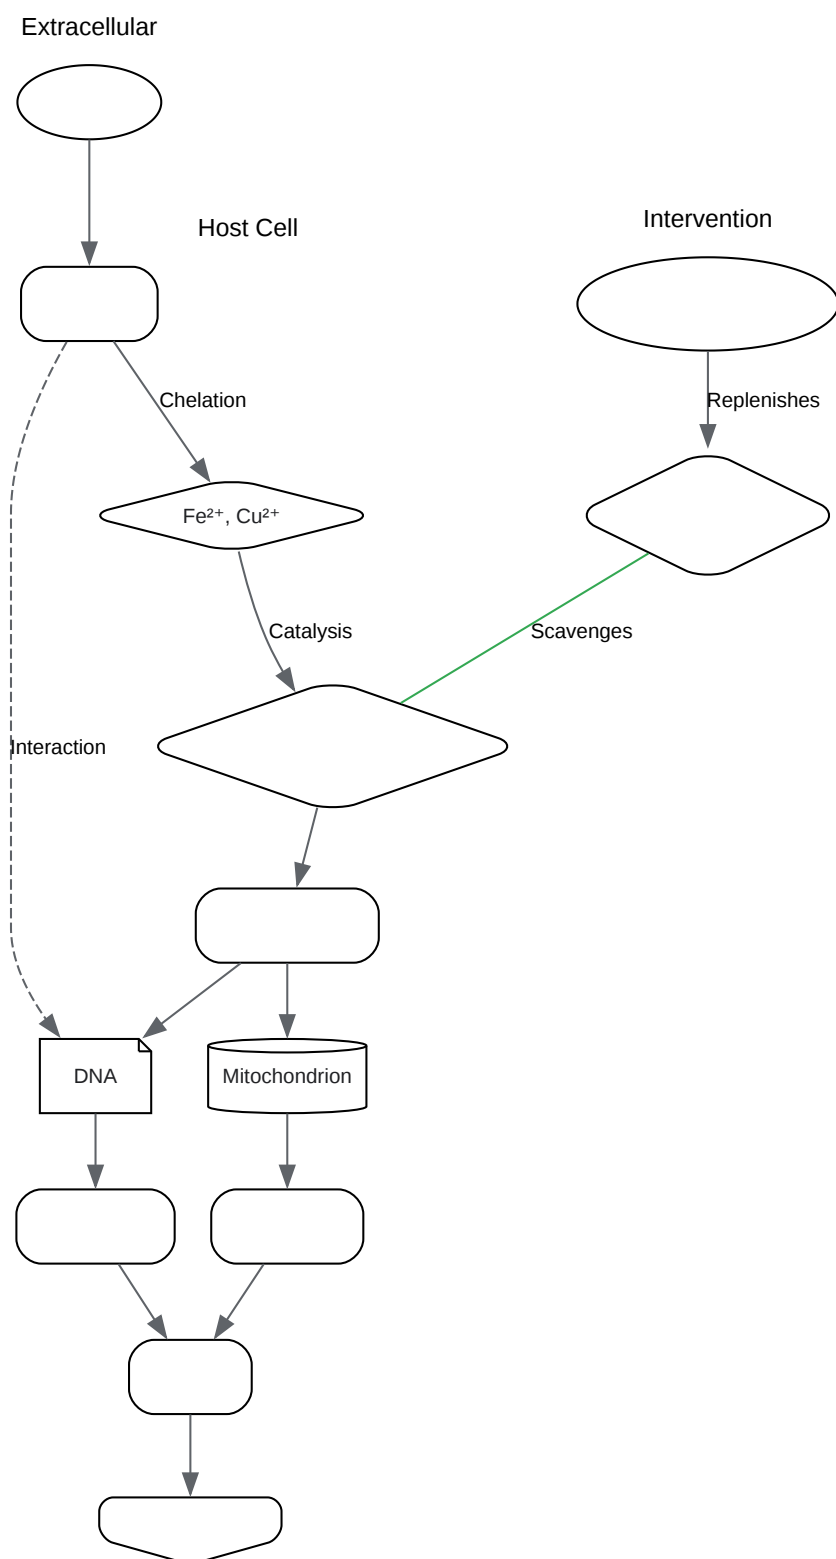 Extracellular
Host Cell
Intervention
Chelation
Replenishes
Fe²⁺, Cu²⁺
Catalysis
Scavenges
Interaction
DNA
Mitochondrion